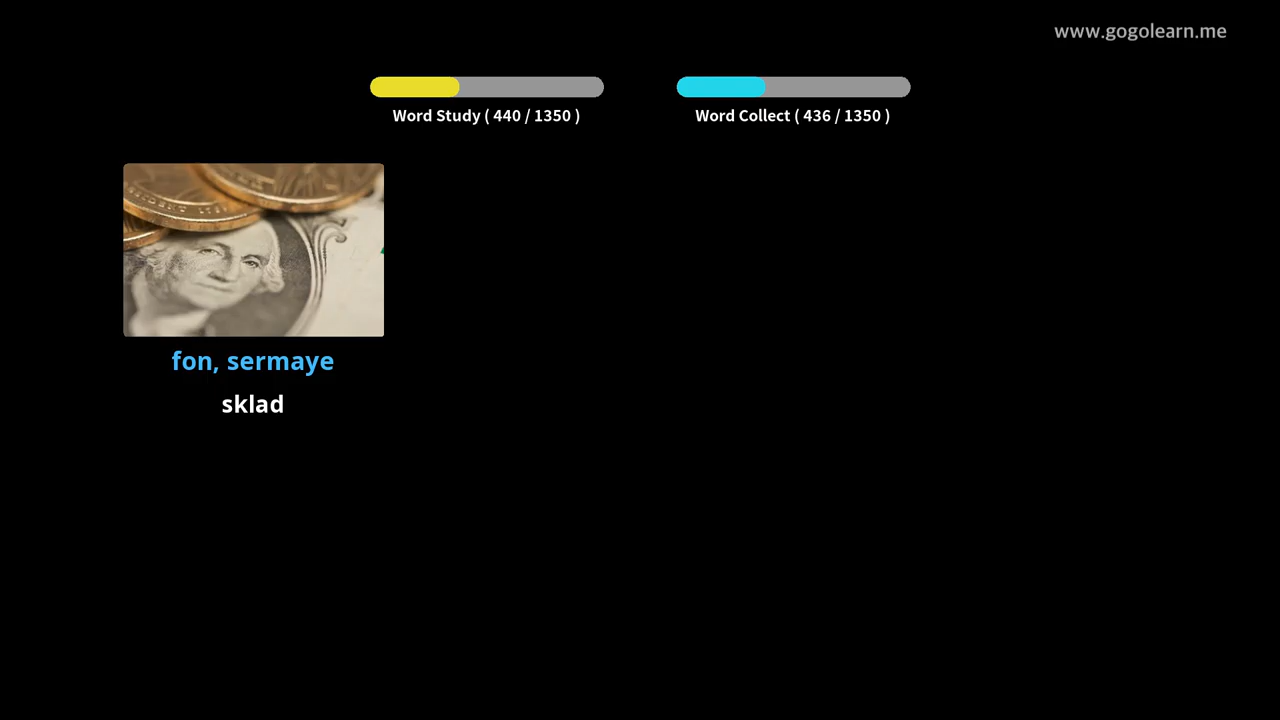 www.gogolearn.me
Word Study ( 440 / 1350 )
Word Collect ( 436 / 1350 )
fon, sermaye
sklad